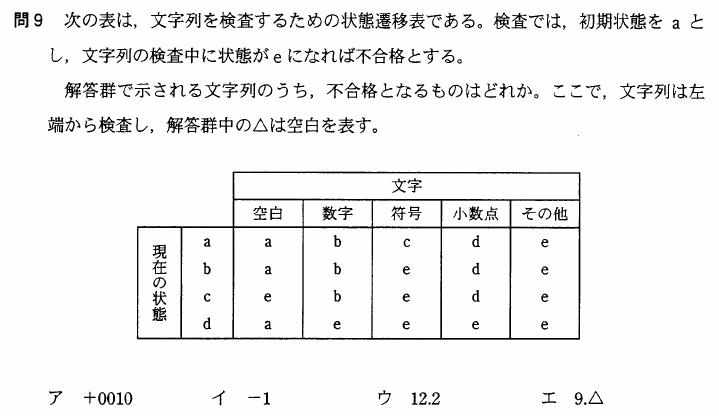 問9　次の表は，文字列を検査するための状態遷移表である。検査では，初期状態を a と
し，文字列の検査中に状態が e になれば不合格とする。
解答群で示される文字列のうち，不合格となるものはどれか。ここで，文字列は左
端から検査し，解答群中の△は空白を表す。
文字
空白　数字　符号　小数点　その他
現在の状態
a　a　b　c　d　e
b　a　b　e　d　e
c　e　b　e　d　e
d　a　e　e　e　e
ア　+0010　イ　−1　ウ　12.2　エ　9.△